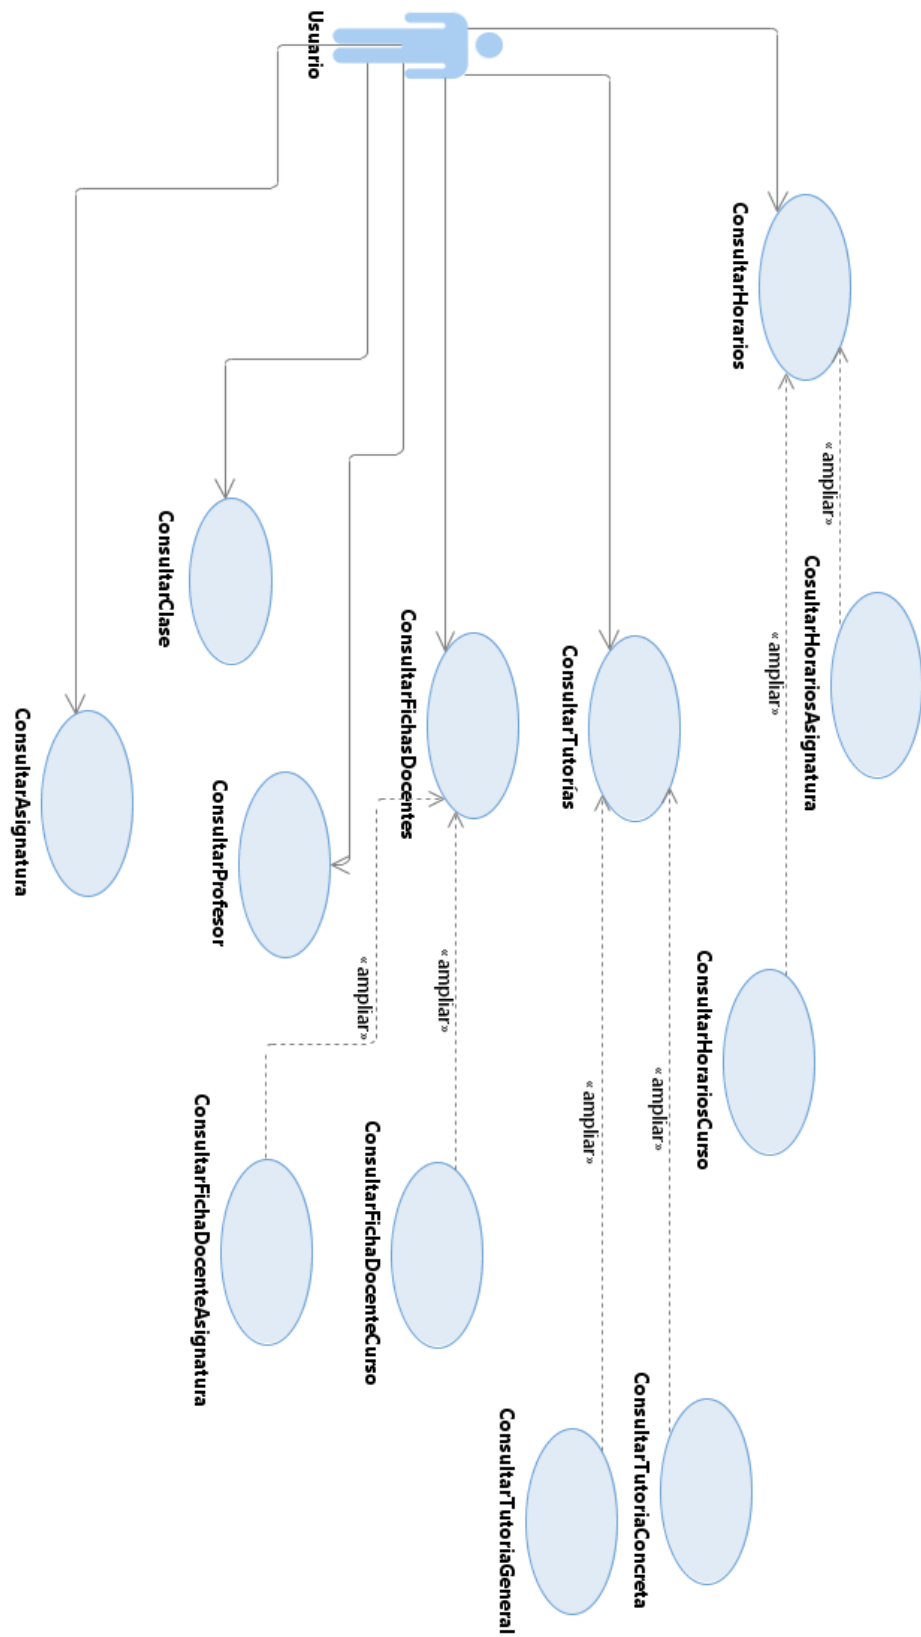 Usuario
ConsultarHorarios
« ampliar»
CosultarHorariosAsignatura
« ampliar»
ConsultarHorariosCurso
ConsultarTutorías
« ampliar»
ConsultarTutoriaConcreta
« ampliar»
ConsultarTutoriaGeneral
ConsultarFichasDocentes
« ampliar»
ConsultarFichaDocenteCurso
« ampliar»
ConsultarFichaDocenteAsignatura
ConsultarProfesor
ConsultarClase
ConsultarAsignatura